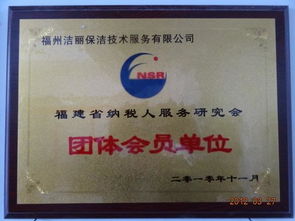 福州洁丽保洁技术服务有限公司
NSR
福建省纳税人服务研究会
团体会员单位
二零一零年十一月
2012 03 27